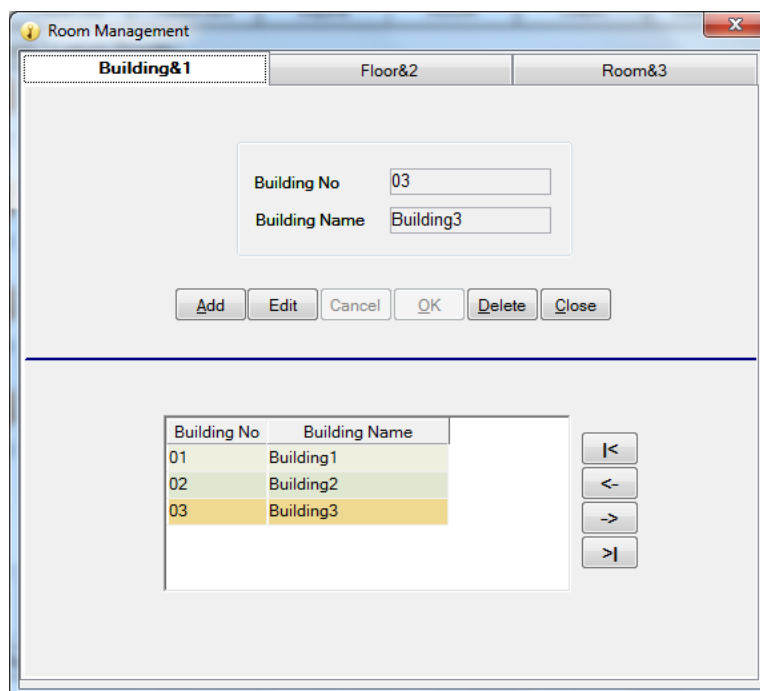 Room Management
Building&1 Floor&2 Room&3
Building No 03
Building Name Building3
Add Edit Cancel OK Delete Close
Building No Building Name
01 Building1
02 Building2
03 Building3
|<
<-
->
>|